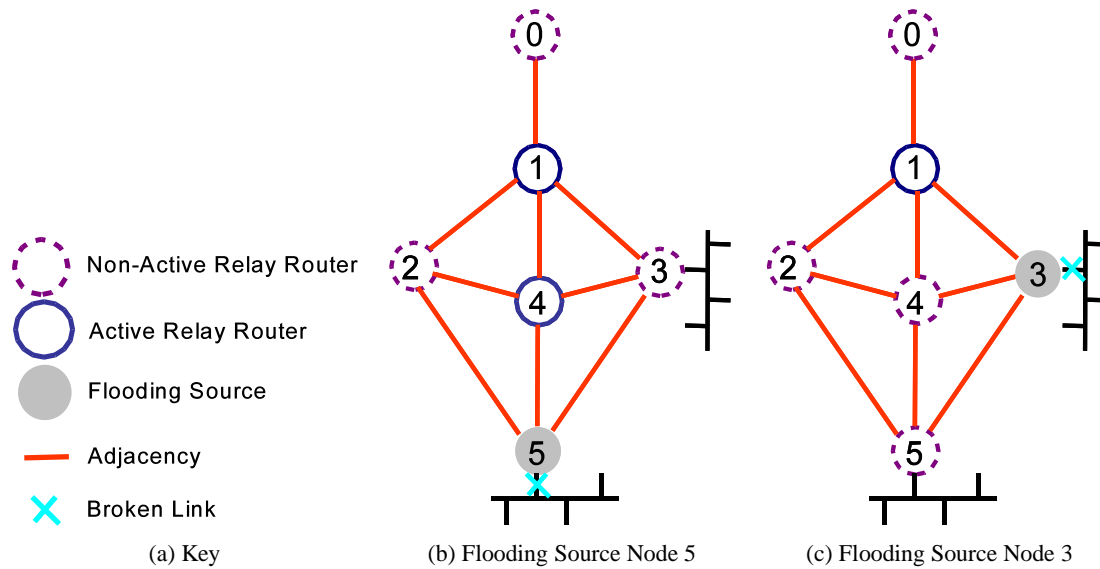 Non-Active Relay Router
Active Relay Router
Flooding Source
Adjacency
Broken Link
(a) Key
0
1
2
3
4
5
(b) Flooding Source Node 5
0
1
2
3
4
5
(c) Flooding Source Node 3